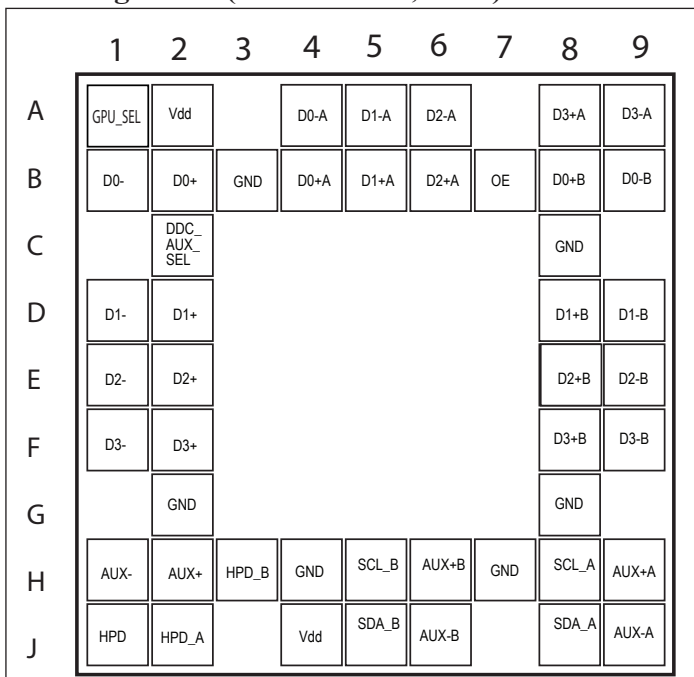 1 2 3 4 5 6 7 8 9
A GPU_SEL Vdd D0-A D1-A D2-A D3+A D3-A
B D0- D0+ GND D0+A D1+A D2+A OE D0+B D0-B
C DDC_ AUX_ SEL GND
D D1- D1+ D1+B D1-B
E D2- D2+ D2+B D2-B
F D3- D3+ D3+B D3-B
G GND GND
H AUX- AUX+ HPD_B GND SCL_B AUX+B GND SCL_A AUX+A
J HPD HPD_A Vdd SDA_B AUX-B SDA_A AUX-A